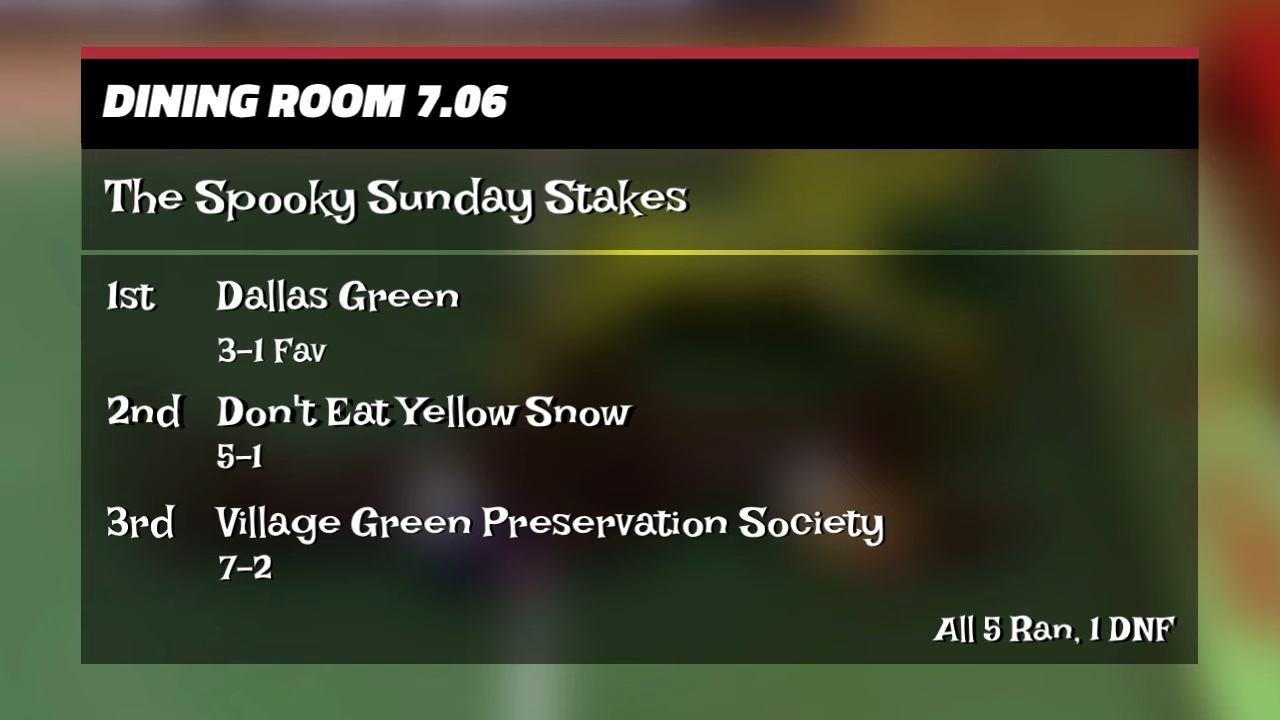 DINING ROOM 7.06
The Spooky Sunday Stakes
1st Dallas Green
3-1 Fav
2nd Don't Eat Yellow Snow
5-1
3rd Village Green Preservation Society
7-2
All 5 Ran, 1 DNF